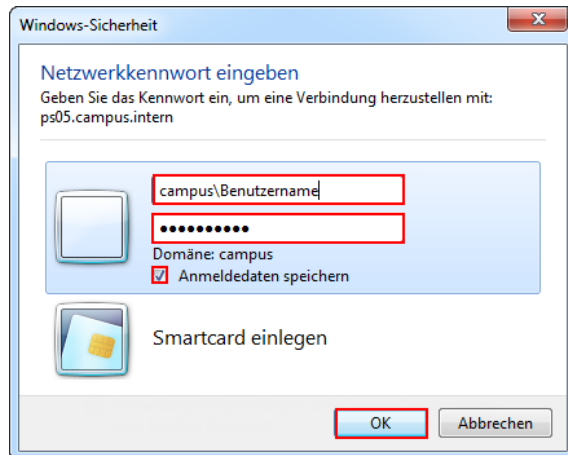 Windows-Sicherheit
Netzwerkkennwort eingeben
Geben Sie das Kennwort ein, um eine Verbindung herzustellen mit:
ps05.campus.intern
campus\Benutzername
••••••••••
Domäne: campus
Anmeldedaten speichern
Smartcard einlegen
OK
Abbrechen